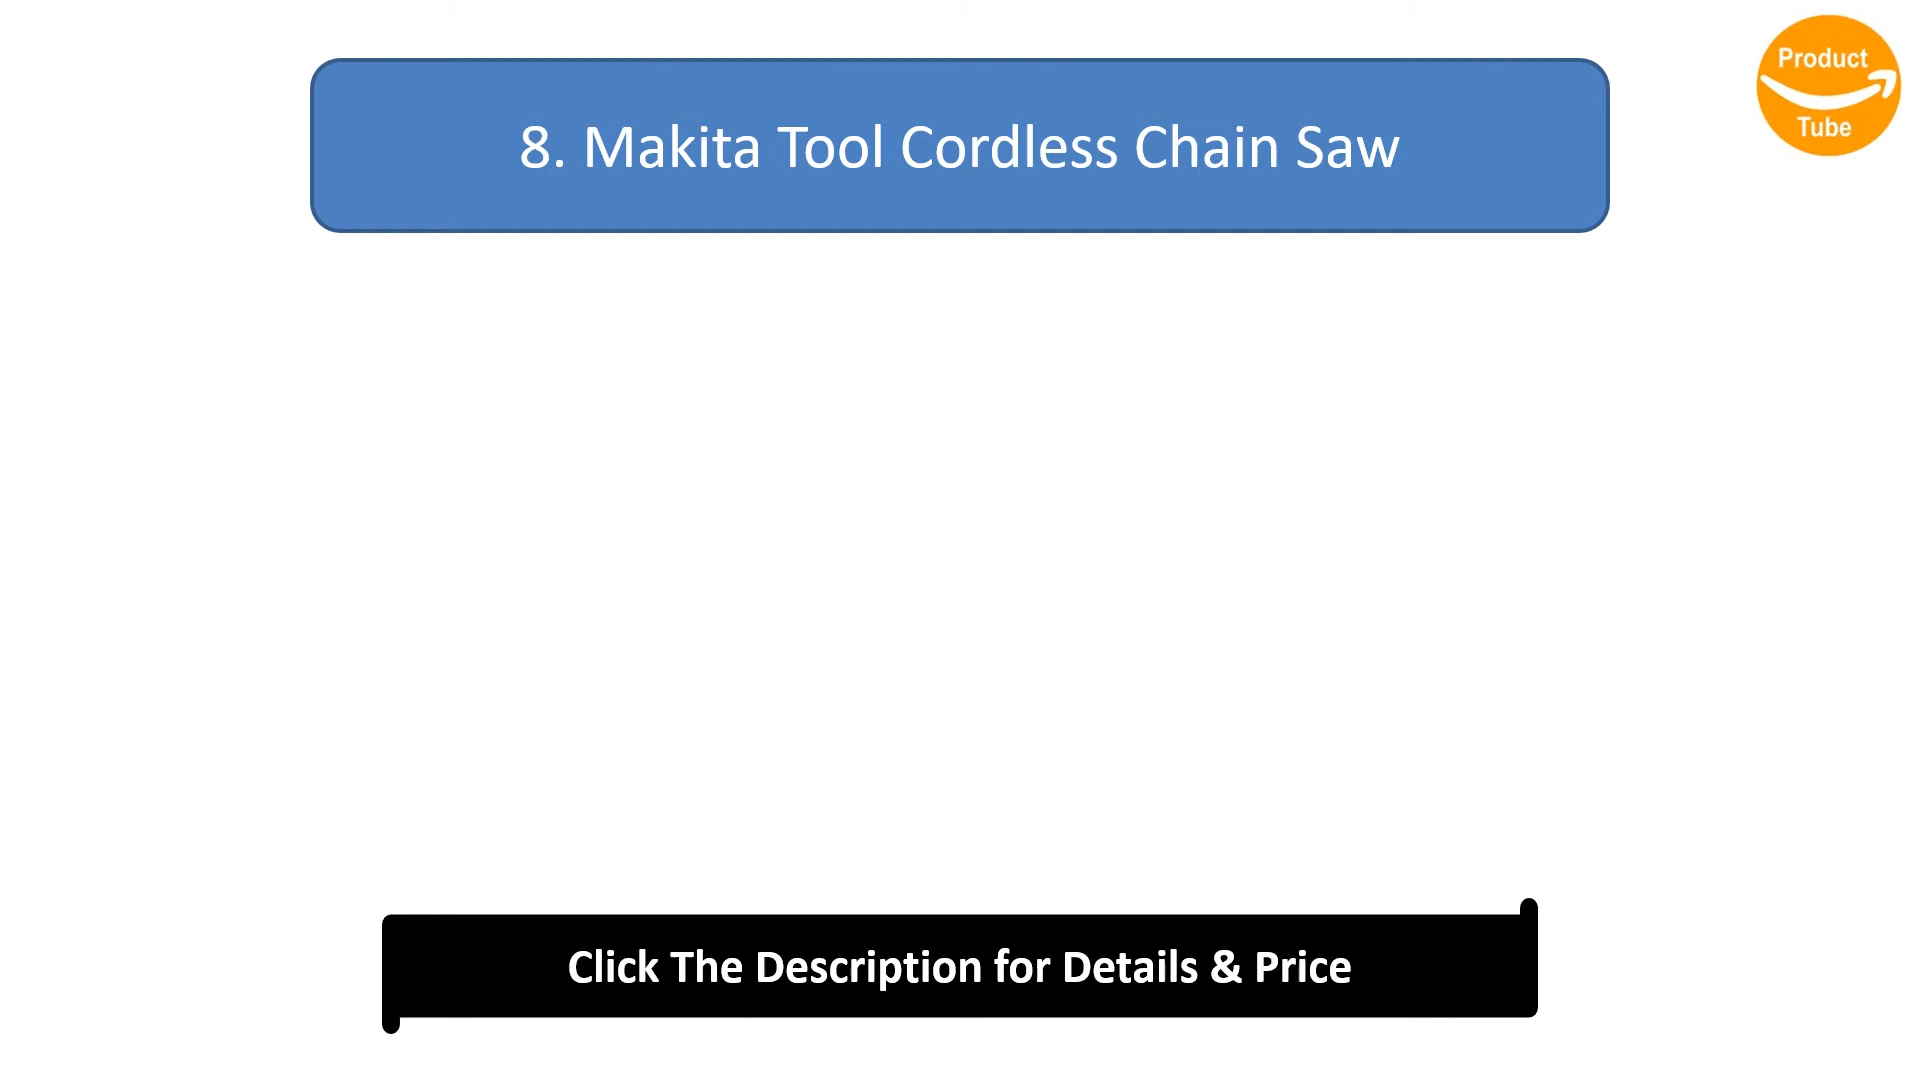 Product
Tube
8. Makita Tool Cordless Chain Saw
Click The Description for Details & Price